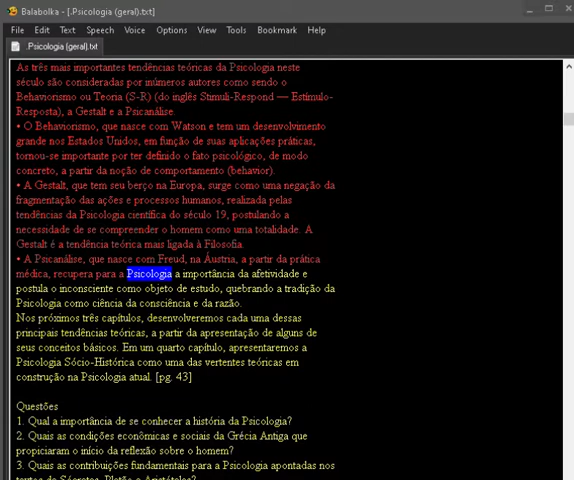 Balabolka - [.Psicologia (geral).txt]
File Edit Text Speech Voice Options View Tools Bookmark Help
.Psicologia (geral).txt
As três mais importantes tendências teóricas da Psicologia neste
século são consideradas por inúmeros autores como sendo o
Behaviorismo ou Teoria (S-R) (do inglês Stimuli-Respond — Estímulo-
Resposta), a Gestalt e a Psicanálise.
• O Behaviorismo, que nasce com Watson e tem um desenvolvimento
grande nos Estados Unidos, em função de suas aplicações práticas,
tornou-se importante por ter definido o fato psicológico, de modo
concreto, a partir da noção de comportamento (behavior).
• A Gestalt, que tem seu berço na Europa, surge como uma negação da
fragmentação das ações e processos humanos, realizada pelas
tendências da Psicologia científica do século 19, postulando a
necessidade de se compreender o homem como uma totalidade. A
Gestalt é a tendência teórica mais ligada à Filosofia.
• A Psicanálise, que nasce com Freud, na Áustria, a partir da prática
médica, recupera para a Psicologia a importância da afetividade e
postula o inconsciente como objeto de estudo, quebrando a tradição da
Psicologia como ciência da consciência e da razão.
Nos próximos três capítulos, desenvolveremos cada uma dessas
principais tendências teóricas, a partir da apresentação de alguns de
seus conceitos básicos. Em um quarto capítulo, apresentaremos a
Psicologia Sócio-Histórica como uma das vertentes teóricas em
construção na Psicologia atual. [pg. 43]
Questões
1. Qual a importância de se conhecer a história da Psicologia?
2. Quais as condições econômicas e sociais da Grécia Antiga que
propiciaram o início da reflexão sobre o homem?
3. Quais as contribuições fundamentais para a Psicologia apontadas nos
textos de Sócrates, Platão e Aristóteles?